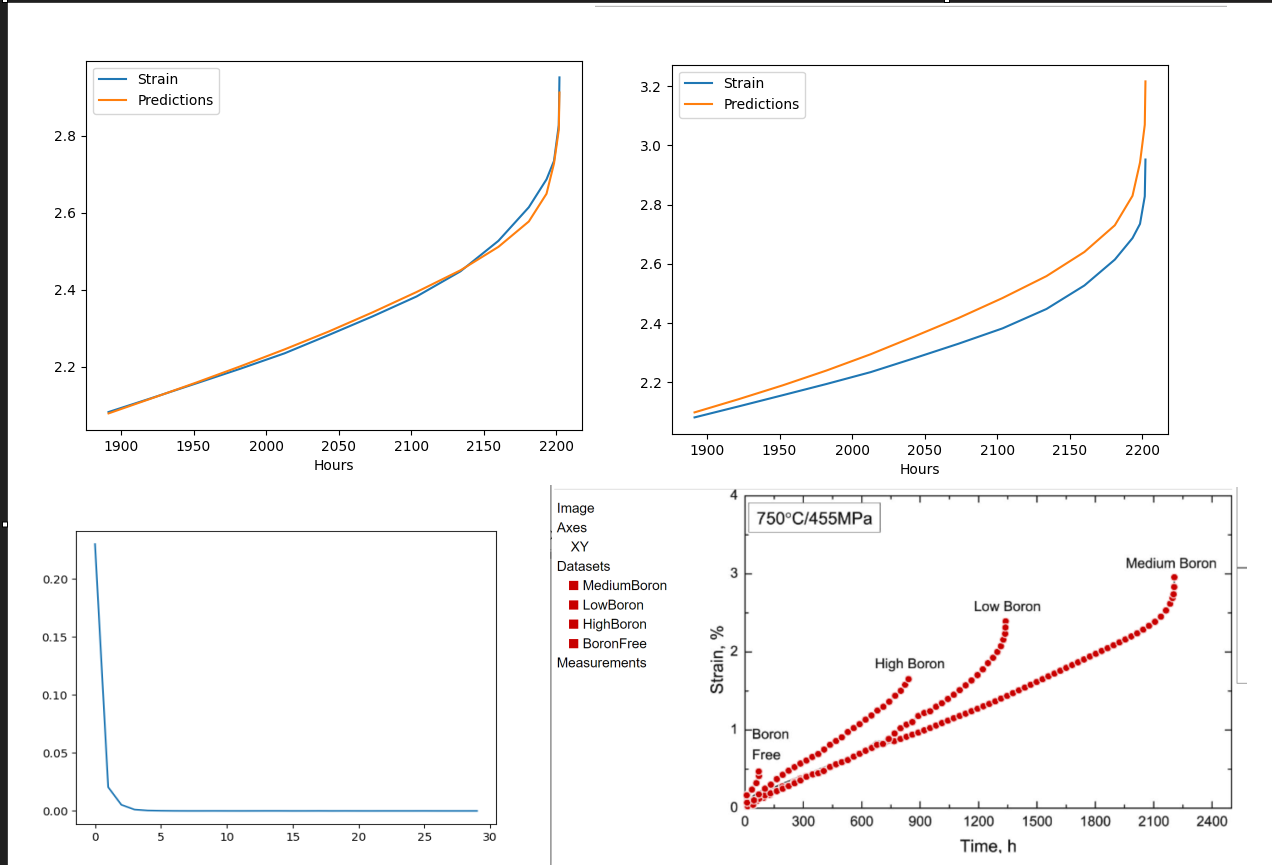 Strain
Predictions
2.8
2.6
2.4
2.2
1900 1950 2000 2050 2100 2150 2200
Hours
Strain
Predictions
3.2
3.0
2.8
2.6
2.4
2.2
1900 1950 2000 2050 2100 2150 2200
Hours
0.20
0.15
0.10
0.05
0.00
0 5 10 15 20 25 30
Image
Axes
XY
Datasets
MediumBoron
LowBoron
HighBoron
BoronFree
Measurements
750°C/455MPa
Medium Boron
Low Boron
High Boron
Boron
Free
Strain, %
4
3
2
1
0
0 300 600 900 1200 1500 1800 2100 2400
Time, h